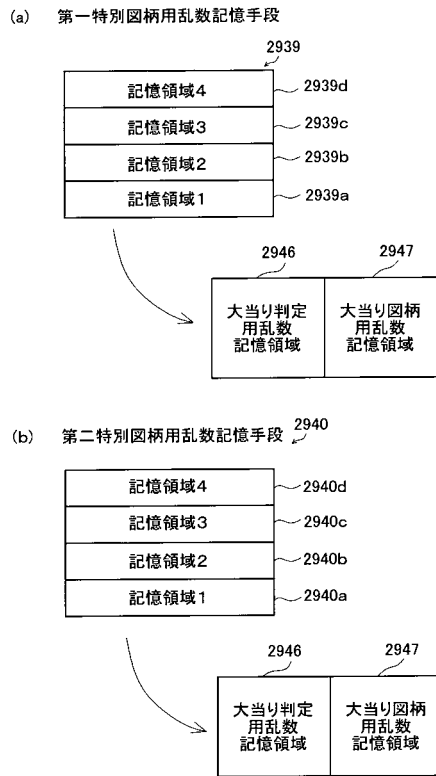 (a) 第一特別図柄用乱数記憶手段
2939
記憶領域4 2939d
記憶領域3 2939c
記憶領域2 2939b
記憶領域1 2939a
2946 2947
大当り判定
用乱数
記憶領域
大当り図柄
用乱数
記憶領域
(b) 第二特別図柄用乱数記憶手段 2940
記憶領域4 2940d
記憶領域3 2940c
記憶領域2 2940b
記憶領域1 2940a
2946 2947
大当り判定
用乱数
記憶領域
大当り図柄
用乱数
記憶領域